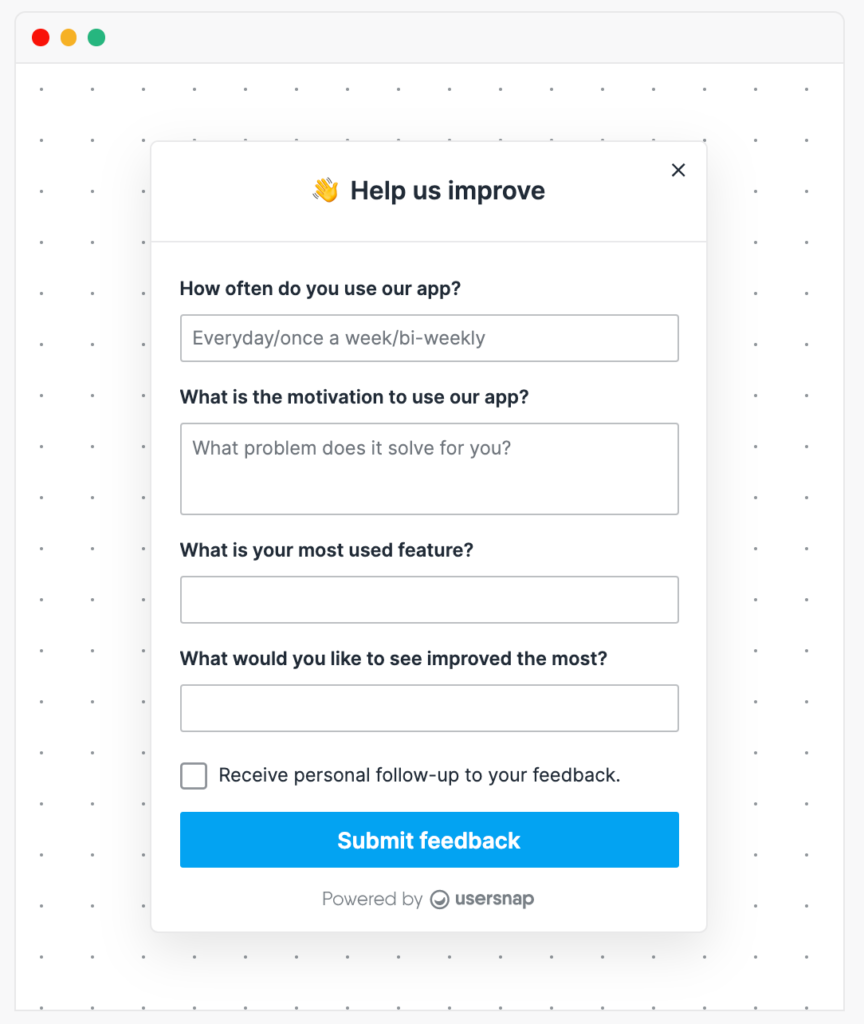 👋 Help us improve
How often do you use our app?
Everyday/once a week/bi-weekly
What is the motivation to use our app?
What problem does it solve for you?
What is your most used feature?
What would you like to see improved the most?
Receive personal follow-up to your feedback.
Submit feedback
Powered by usersnap